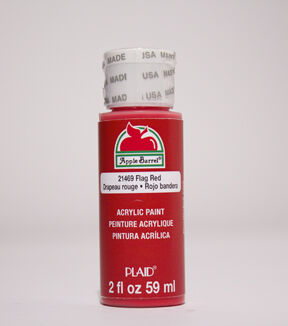 MADE
USA MADE
MADE
USA
MADE
USA
Apple Barrel®
21469 Flag Red
Drapeau rouge • Rojo bandera
ACRYLIC PAINT
PEINTURE ACRYLIQUE
PINTURA ACRÍLICA
PLAID®
2 fl oz 59 ml